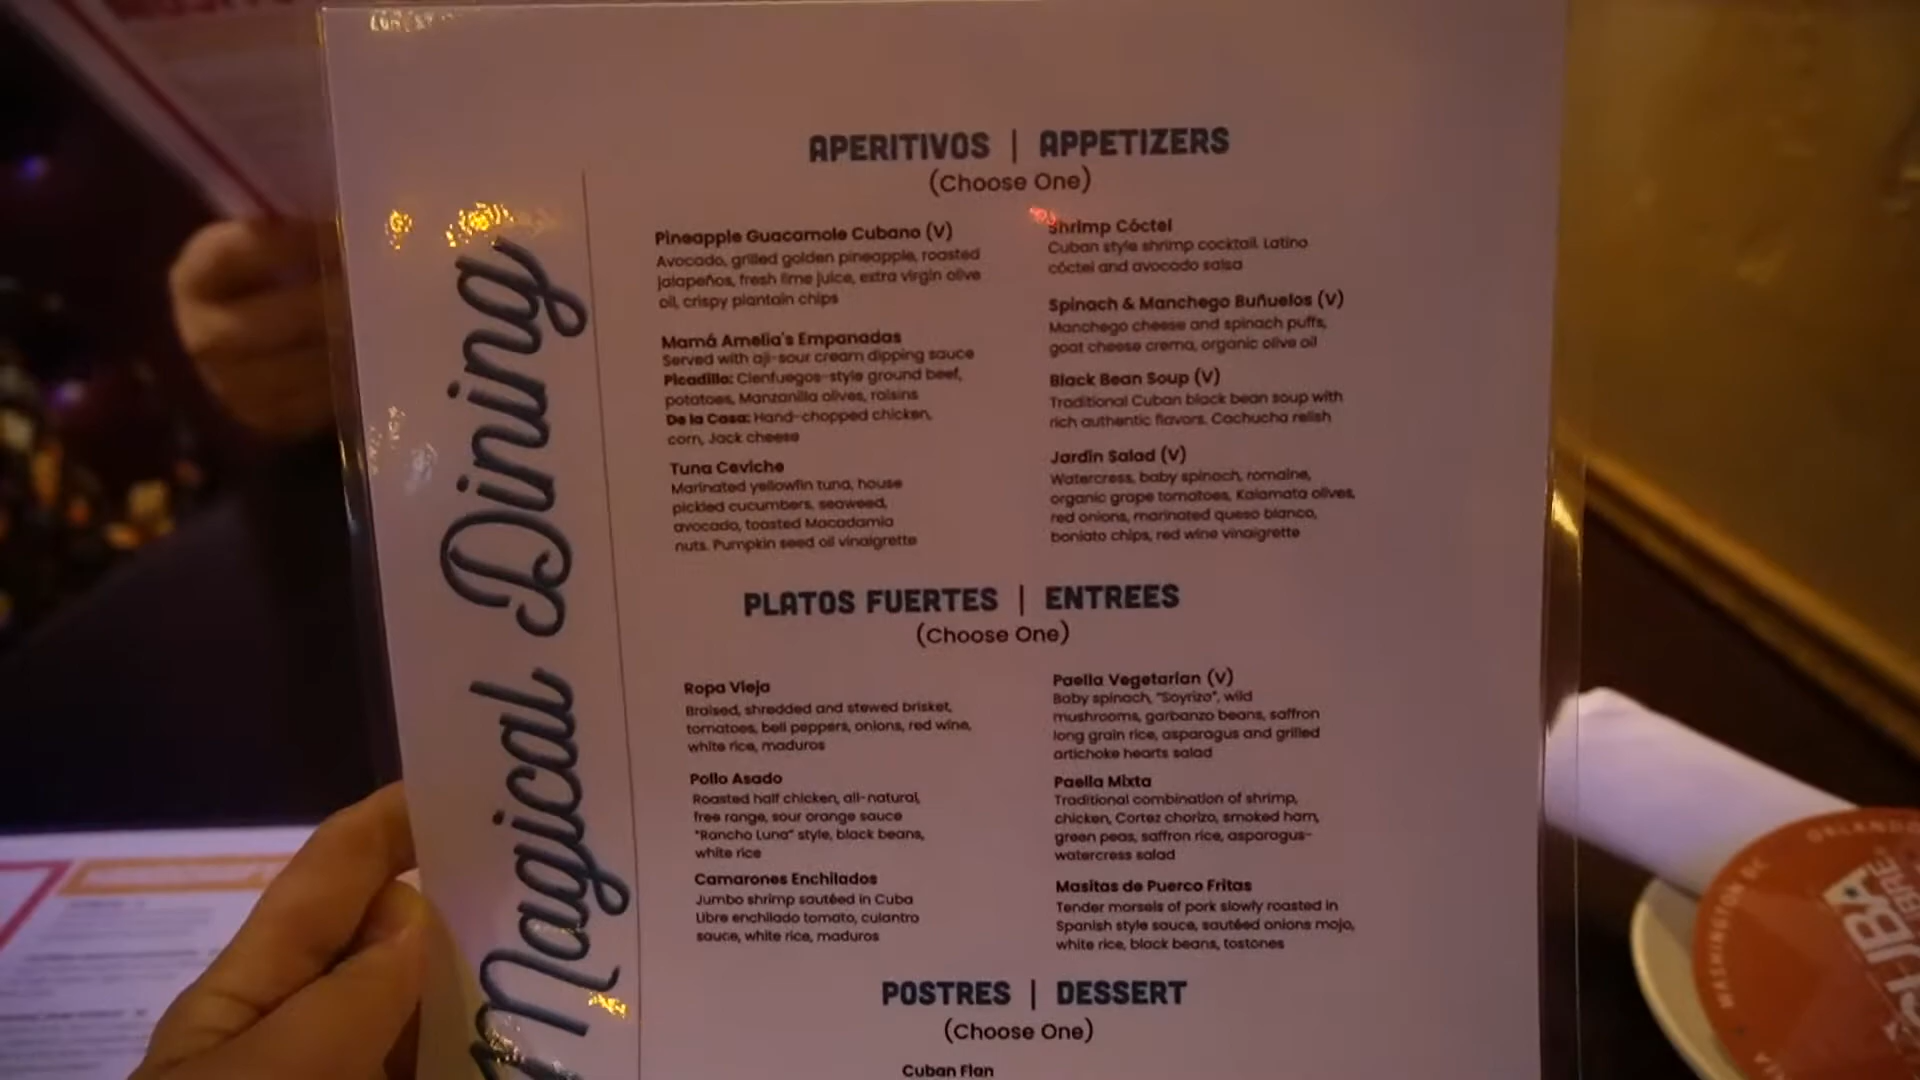 APERITIVOS | APPETIZERS
(Choose One)
Pineapple Guacamole Cubano (V)
Avocado, grilled golden pineapple, roasted
jalapeños, fresh lime juice, extra virgin olive
oil, crispy plantain chips
Mamá Amelia's Empanadas
Served with aji-sour cream dipping sauce
Picadillo: Cienfuegos-style ground beef,
potatoes, Manzanilla olives, raisins
De la Casa: Hand-chopped chicken,
corn, Jack cheese
Tuna Ceviche
Marinated yellowfin tuna, house
pickled cucumbers, seaweed,
avocado, toasted Macadamia
nuts. Pumpkin seed oil vinaigrette
Shrimp Cóctel
Cuban style shrimp cocktail. Latino
cóctel and avocado salsa
Spinach & Manchego Buñuelos (V)
Manchego cheese and spinach puffs,
goat cheese crema, organic olive oil
Black Bean Soup (V)
Traditional Cuban black bean soup with
rich authentic flavors. Cachucha relish
Jardin Salad (V)
Watercress, baby spinach, romaine,
organic grape tomatoes, Kalamata olives,
red onions, marinated queso blanco,
boniato chips, red wine vinaigrette
PLATOS FUERTES | ENTREES
(Choose One)
Ropa Vieja
Braised, shredded and stewed brisket,
tomatoes, bell peppers, onions, red wine,
white rice, maduros
Pollo Asado
Roasted half chicken, all-natural,
free range, sour orange sauce
"Rancho Luna" style, black beans,
white rice
Camarones Enchilados
Jumbo shrimp sautéed in Cuba
Libre enchilado tomato, culantro
sauce, white rice, maduros
Paella Vegetarian (V)
Baby spinach, "Soyrizo", wild
mushrooms, garbanzo beans, saffron
long grain rice, asparagus and grilled
artichoke hearts salad
Paella Mixta
Traditional combination of shrimp,
chicken, Cortez chorizo, smoked ham,
green peas, saffron rice, asparagus-
watercress salad
Masitas de Puerco Fritas
Tender morsels of pork slowly roasted in
Spanish style sauce, sautéed onions mojo,
white rice, black beans, tostones
POSTRES | DESSERT
(Choose One)
Cuban Flan
Magical Dining
WASHINGTON DC
ORLANDO
CUBA
LIBRE